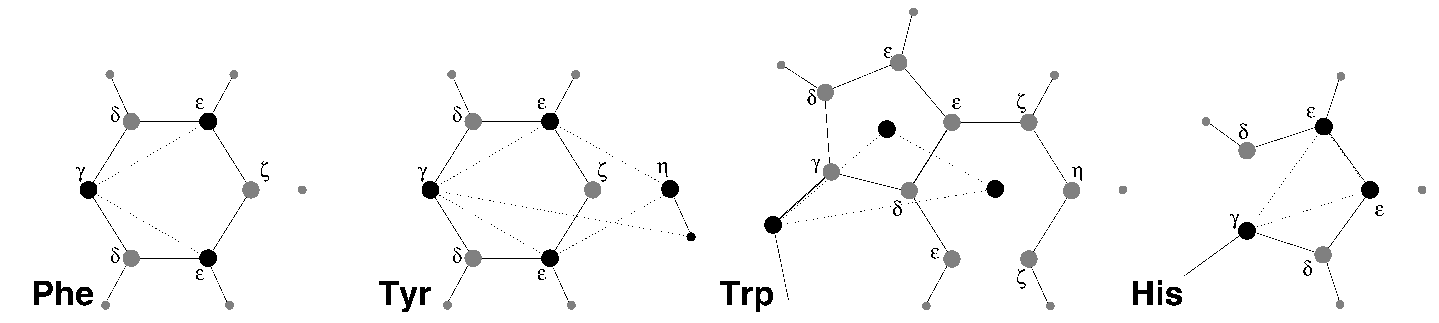 δ ε
γ ζ
δ ε
Phe
δ ε
γ ζ η
δ ε
Tyr
ε
δ ε ζ
γ η
δ
ε ζ
Trp
ε
δ
ε
γ
δ
His